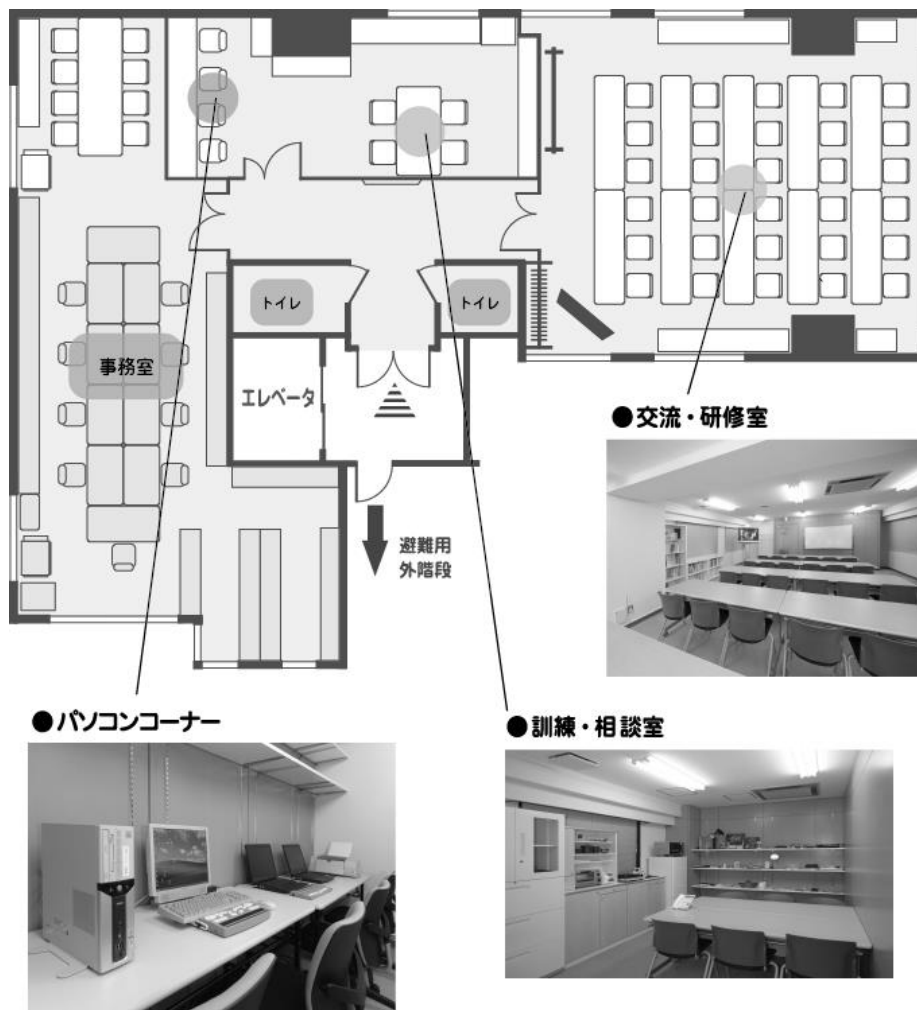 トイレ
トイレ
事務室
エレベータ
避難用
外階段
●交流・研修室
●パソコンコーナー
●訓練・相談室